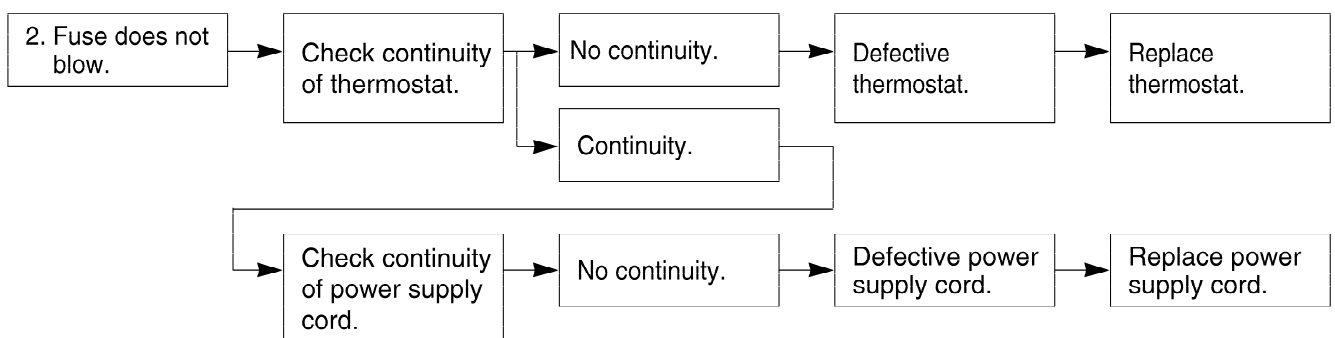 2. Fuse does not
blow.
Check continuity
of thermostat.
No continuity.
Defective
thermostat.
Replace
thermostat.
Continuity.
Check continuity
of power supply
cord.
No continuity.
Defective power
supply cord.
Replace power
supply cord.